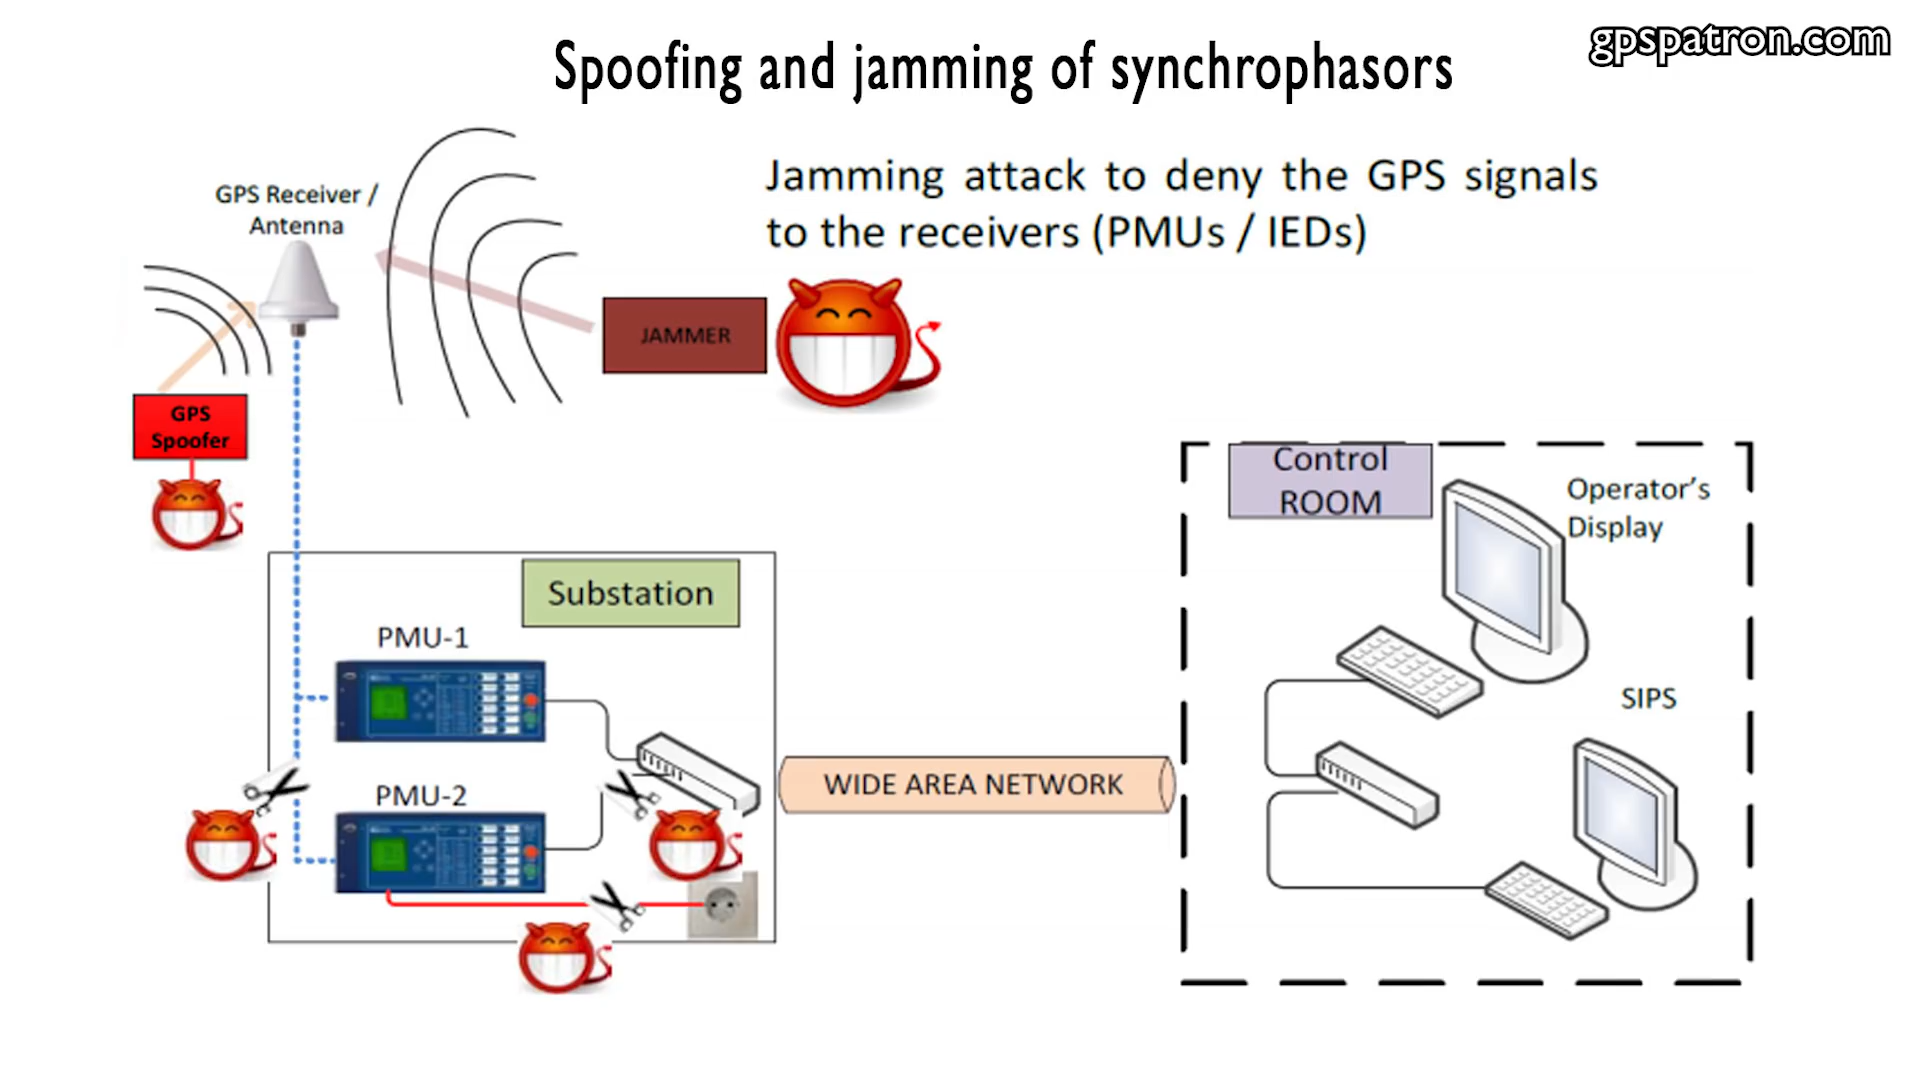 gpspatron.com
Spoofing and jamming of synchrophasors
Jamming attack to deny the GPS signals
to the receivers (PMUs / IEDs)
GPS Receiver /
Antenna
JAMMER
GPS
Spoofer
Control
ROOM
Operator's
Display
Substation
PMU-1
SIPS
WIDE AREA NETWORK
PMU-2